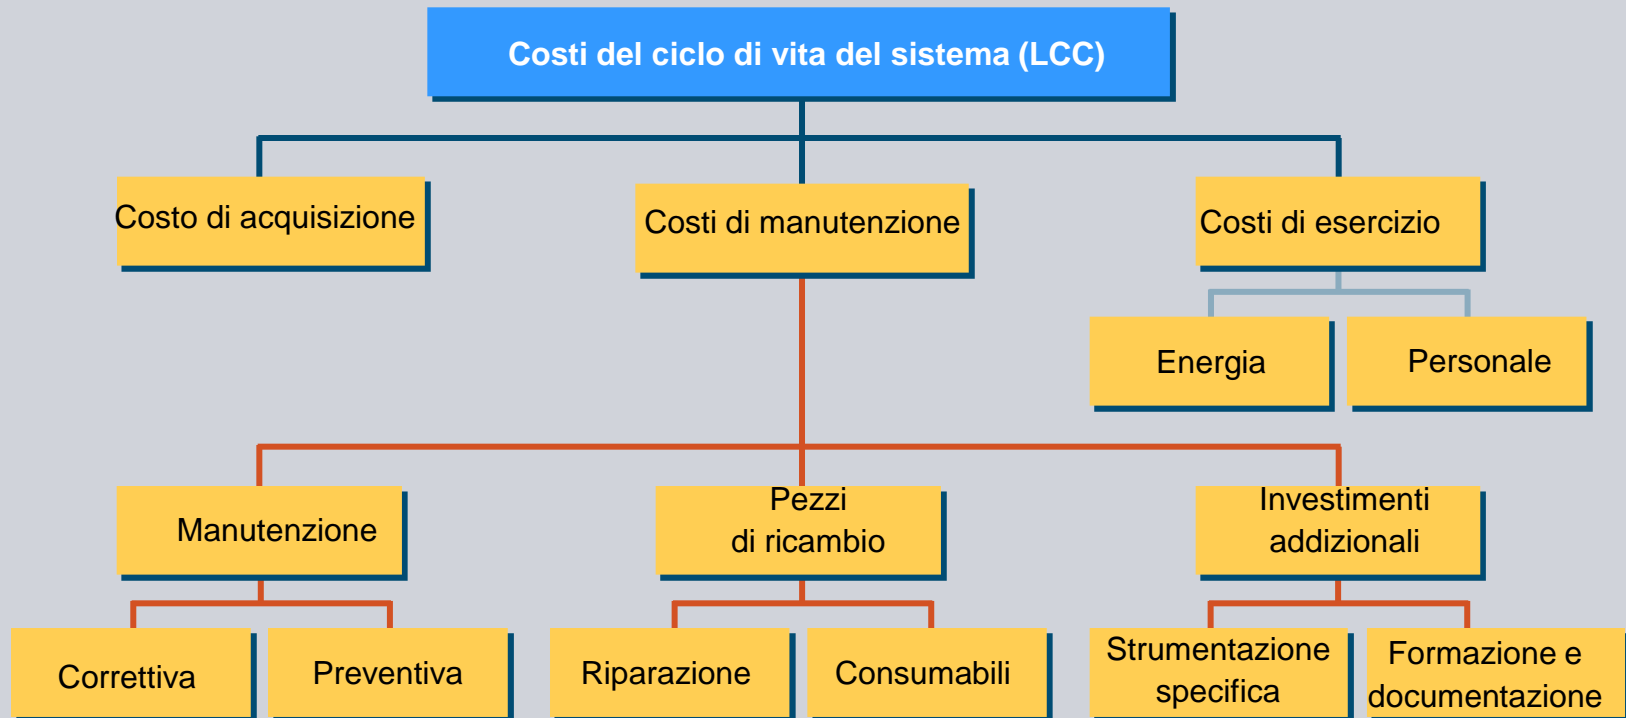 Costi del ciclo di vita del sistema (LCC)
Costo di acquisizione
Costi di manutenzione
Costi di esercizio
Energia
Personale
Manutenzione
Pezzi
di ricambio
Investimenti
addizionali
Correttiva
Preventiva
Riparazione
Consumabili
Strumentazione
specifica
Formazione e
documentazione